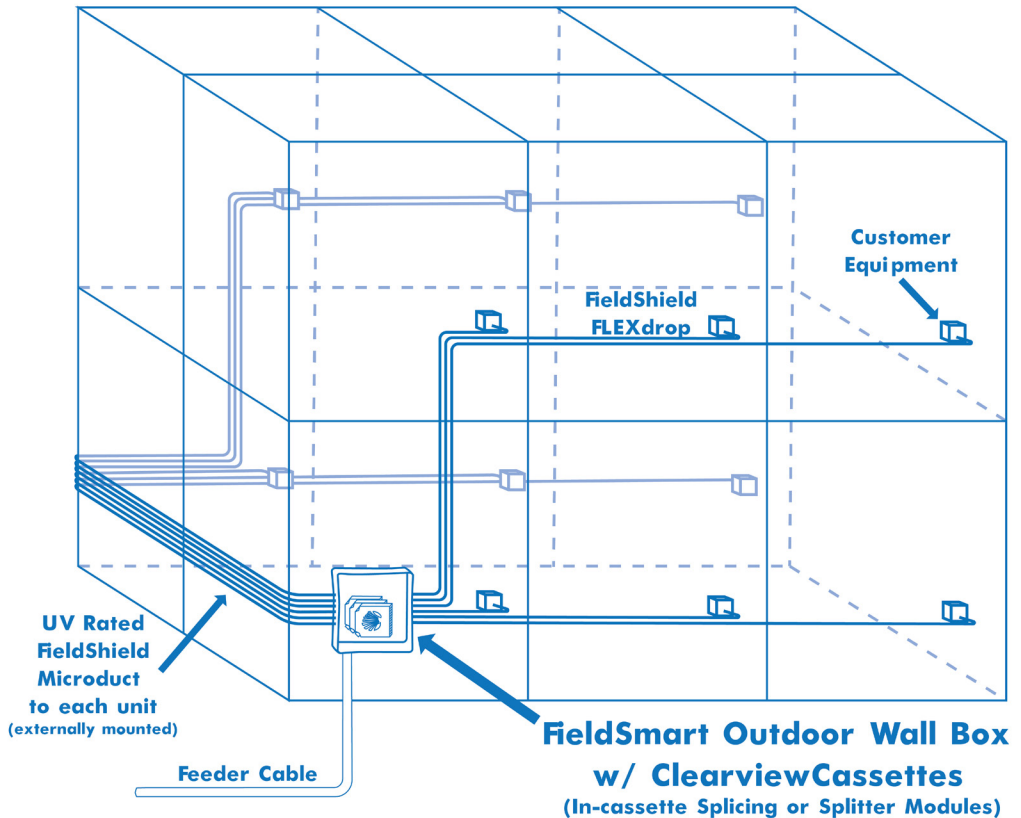 Customer
Equipment
FieldShield
FLEXdrop
UV Rated
FieldShield
Microduct
to each unit
(externally mounted)
Feeder Cable
FieldSmart Outdoor Wall Box
w/ ClearviewCassettes
(In-cassette Splicing or Splitter Modules)